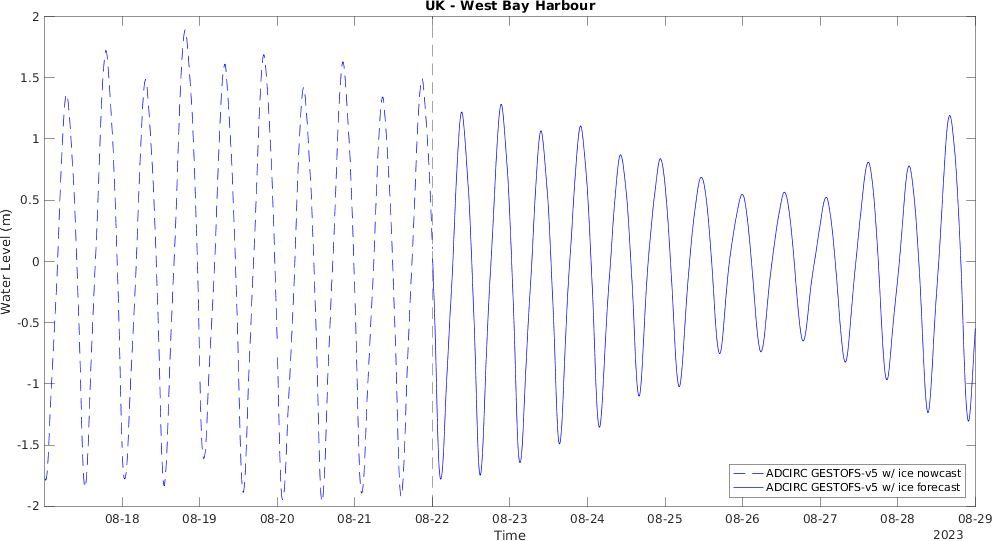 UK - West Bay Harbour
2
1.5
1
0.5
0
-0.5
-1
-1.5
-2
Water Level (m)
08-18 08-19 08-20 08-21 08-22 08-23 08-24 08-25 08-26 08-27 08-28 08-29
Time
2023
ADCIRC GESTOFS-v5 w/ ice nowcast
ADCIRC GESTOFS-v5 w/ ice forecast